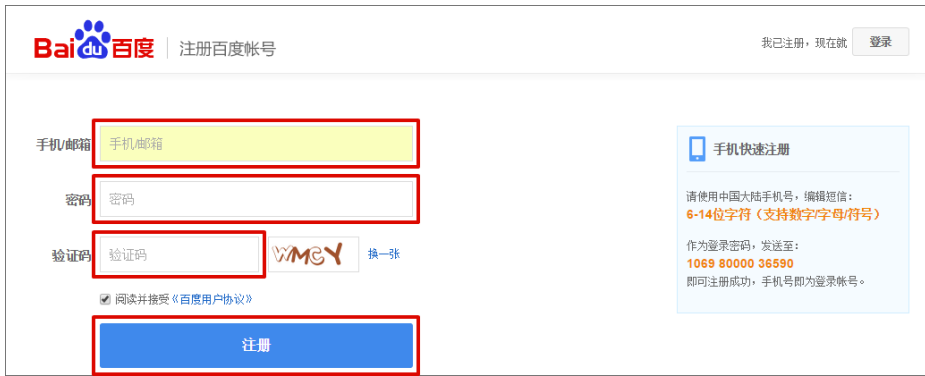 Bai du 百度 注册百度帐号
我已注册，现在就 登录
手机/邮箱 手机/邮箱
密码 密码
验证码 验证码 WMCY 换一张
阅读并接受《百度用户协议》
注册
手机快速注册
请使用中国大陆手机号，编辑短信：
6-14位字符（支持数字/字母/符号）
作为登录密码，发送至：
1069 80000 36590
即可注册成功，手机号即为登录帐号。